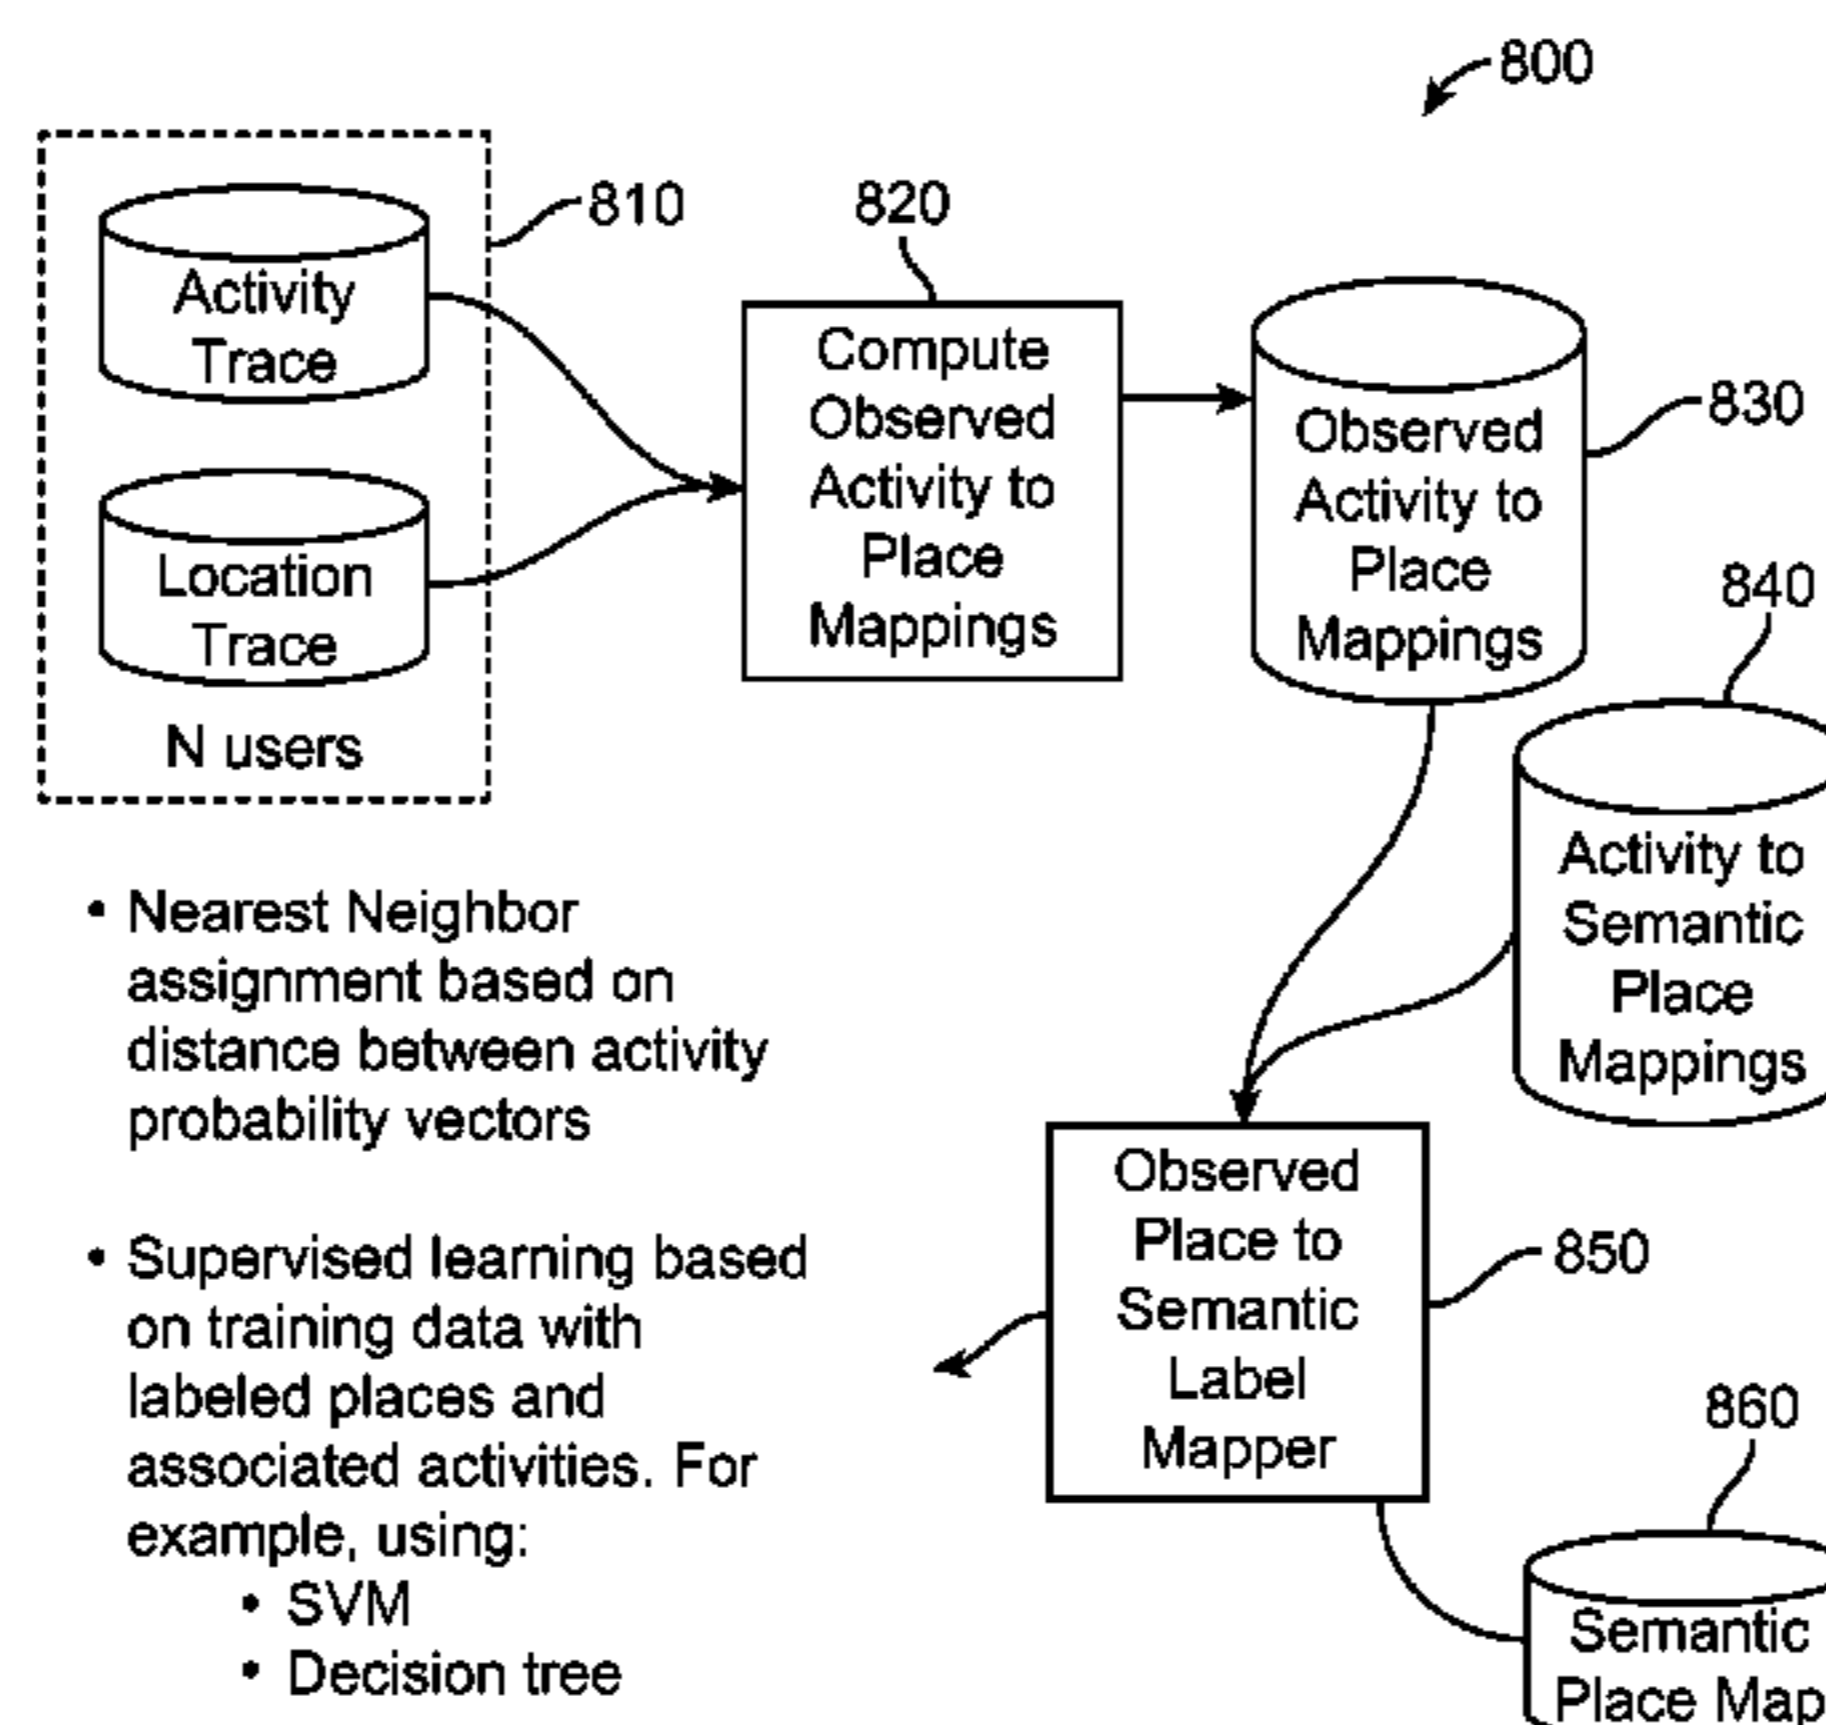 800
810
820
Activity
Trace
Location
Trace
N users
Compute
Observed
Activity to
Place
Mappings
Observed
Activity to
Place
Mappings
830
840
Activity to
Semantic
Place
Mappings
• Nearest Neighbor
assignment based on
distance between activity
probability vectors
• Supervised learning based
on training data with
labeled places and
associated activities. For
example, using:
• SVM
• Decision tree
Observed
Place to
Semantic
Label
Mapper
850
860
Semantic
Place Map